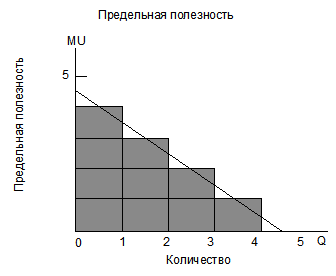 Предельная полезность
MU
5
Предельная полезность
0 1 2 3 4 5 Q
Количество